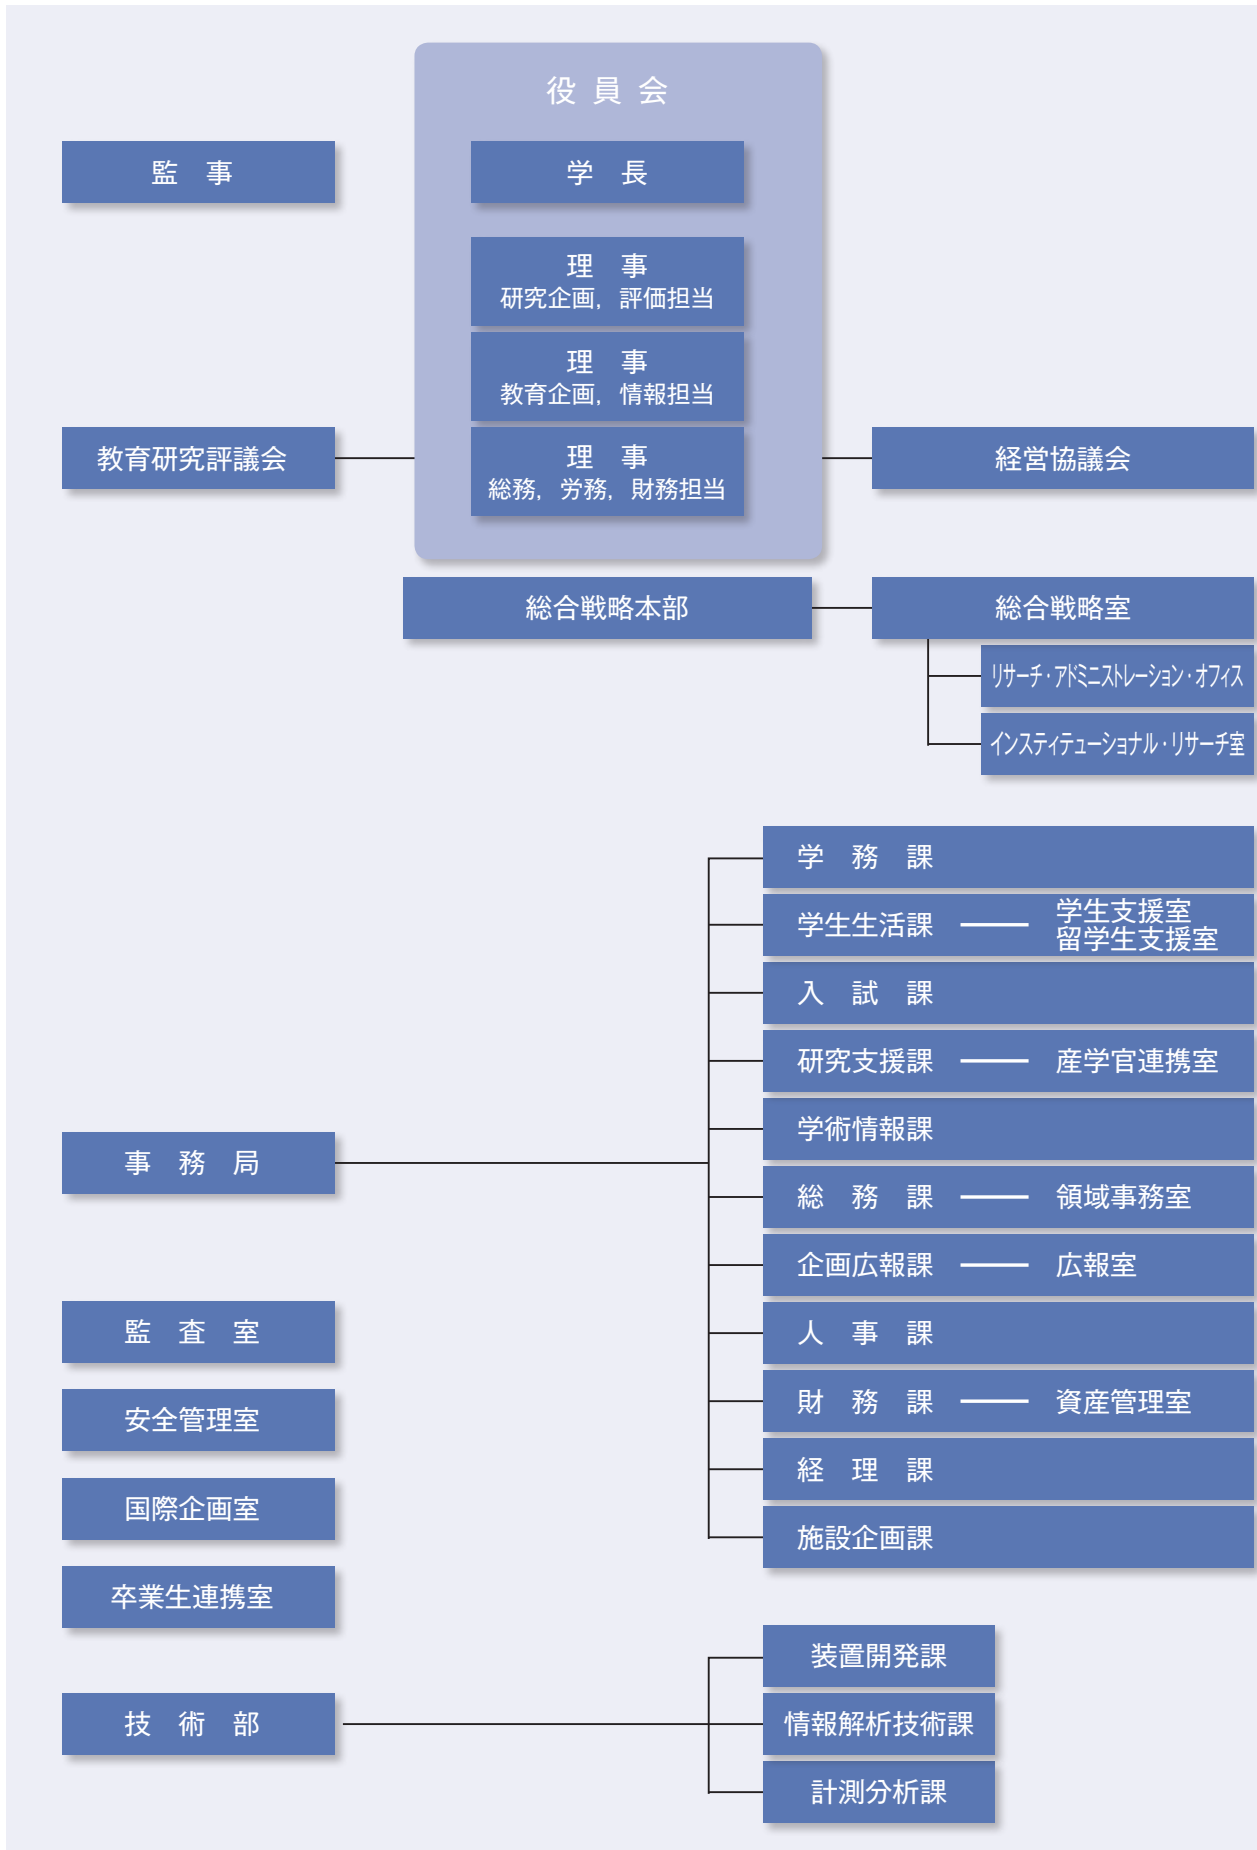 役 員 会
監　事
学　長
理　事
研究企画，評価担当
理　事
教育企画，情報担当
教育研究評議会
理　事
総務，労務，財務担当
経営協議会
総合戦略本部
総合戦略室
リサーチ・アドミニストレーション・オフィス
インスティテューショナル・リサーチ室
学　務　課
学生生活課
学生支援室
留学生支援室
入　試　課
研究支援課
産学官連携室
学術情報課
事　務　局
総　務　課
領域事務室
企画広報課
広報室
監　査　室
人　事　課
安全管理室
財　務　課
資産管理室
経　理　課
国際企画室
施設企画課
卒業生連携室
装置開発課
技　術　部
情報解析技術課
計測分析課